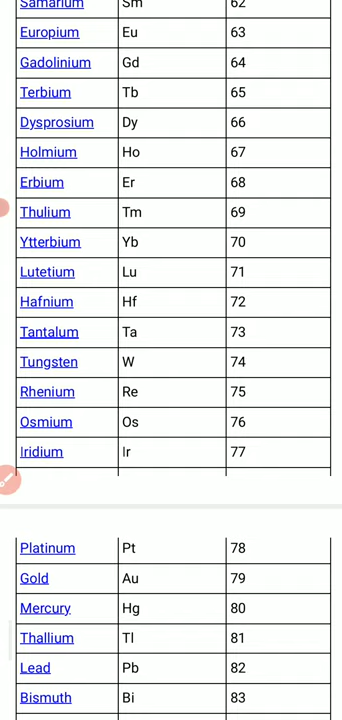 Samarium Sm 62
Europium Eu 63
Gadolinium Gd 64
Terbium Tb 65
Dysprosium Dy 66
Holmium Ho 67
Erbium Er 68
Thulium Tm 69
Ytterbium Yb 70
Lutetium Lu 71
Hafnium Hf 72
Tantalum Ta 73
Tungsten W 74
Rhenium Re 75
Osmium Os 76
Iridium Ir 77
Platinum Pt 78
Gold Au 79
Mercury Hg 80
Thallium Tl 81
Lead Pb 82
Bismuth Bi 83